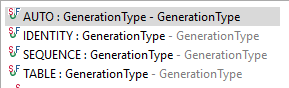 AUTO : GenerationType - GenerationType
IDENTITY : GenerationType - GenerationType
SEQUENCE : GenerationType - GenerationType
TABLE : GenerationType - GenerationType